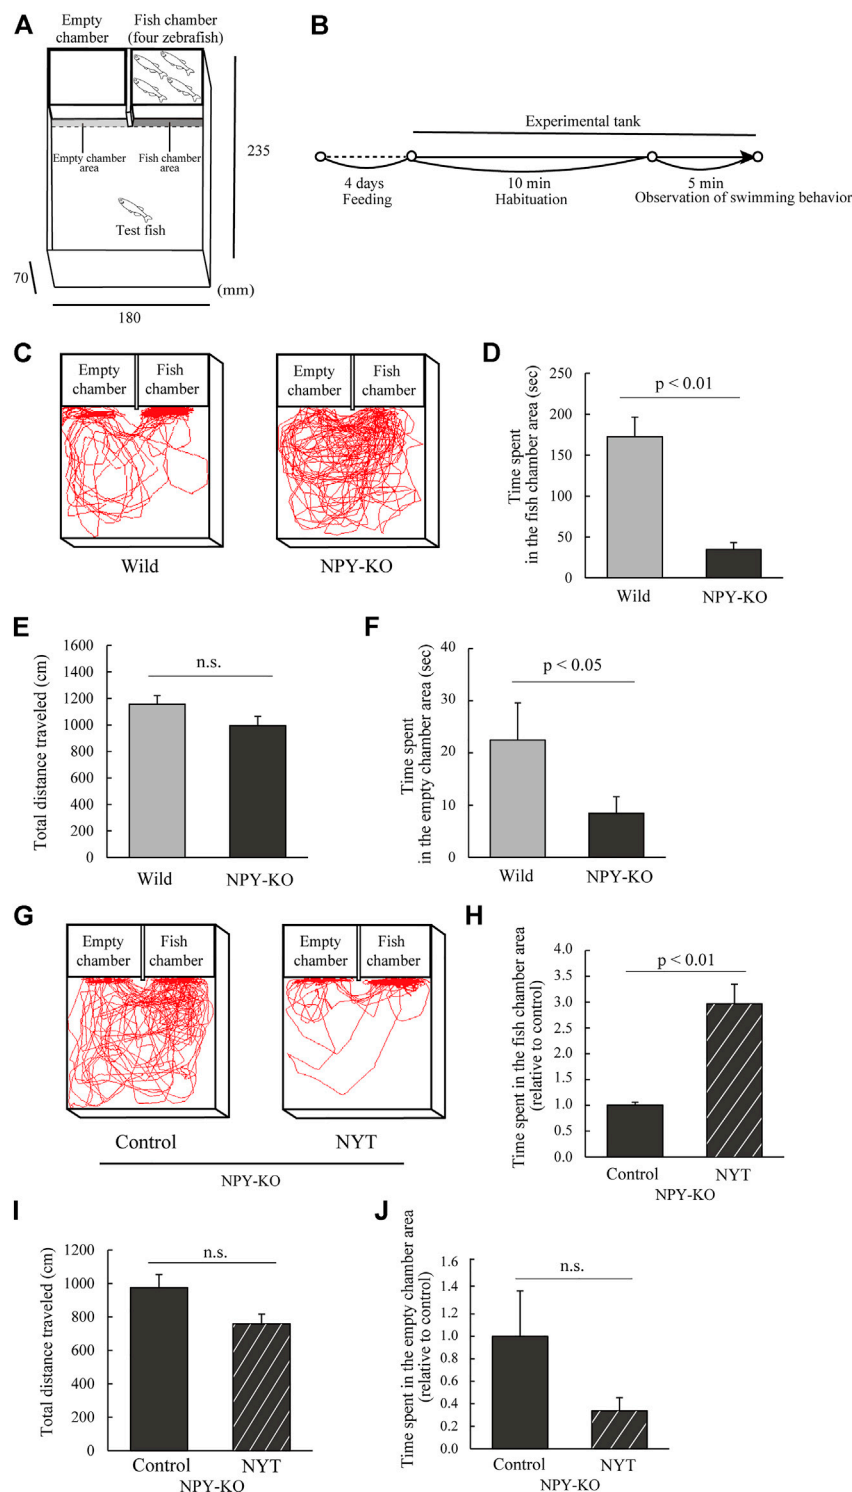 A
Empty
chamber
Fish chamber
(four zebrafish)
Empty chamber
area
Fish chamber
area
Test fish
235
70
(mm)
180
B
Experimental tank
4 days
Feeding
10 min
Habituation
5 min
Observation of swimming behavior
C
Empty
chamber
Fish
chamber
Wild
Empty
chamber
Fish
chamber
NPY-KO
D
Time spent
in the fish chamber area (sec)
250
200
150
100
50
0
p < 0.01
Wild
NPY-KO
E
Total distance traveled (cm)
1600
1400
1200
1000
800
600
400
200
0
n.s.
Wild
NPY-KO
F
Time spent
in the empty chamber area (sec)
40
30
20
10
0
p < 0.05
Wild
NPY-KO
G
Empty
chamber
Fish
chamber
Control
Empty
chamber
Fish
chamber
NYT
NPY-KO
H
Time spent in the fish chamber area
(relative to control)
4.0
3.5
3.0
2.5
2.0
1.5
1.0
0.5
0.0
p < 0.01
Control
NYT
NPY-KO
I
Total distance traveled (cm)
1200
1000
800
600
400
200
0
n.s.
Control
NYT
NPY-KO
J
Time spent in the empty chamber area
(relative to control)
1.6
1.4
1.2
1.0
0.8
0.6
0.4
0.2
0.0
n.s.
Control
NYT
NPY-KO